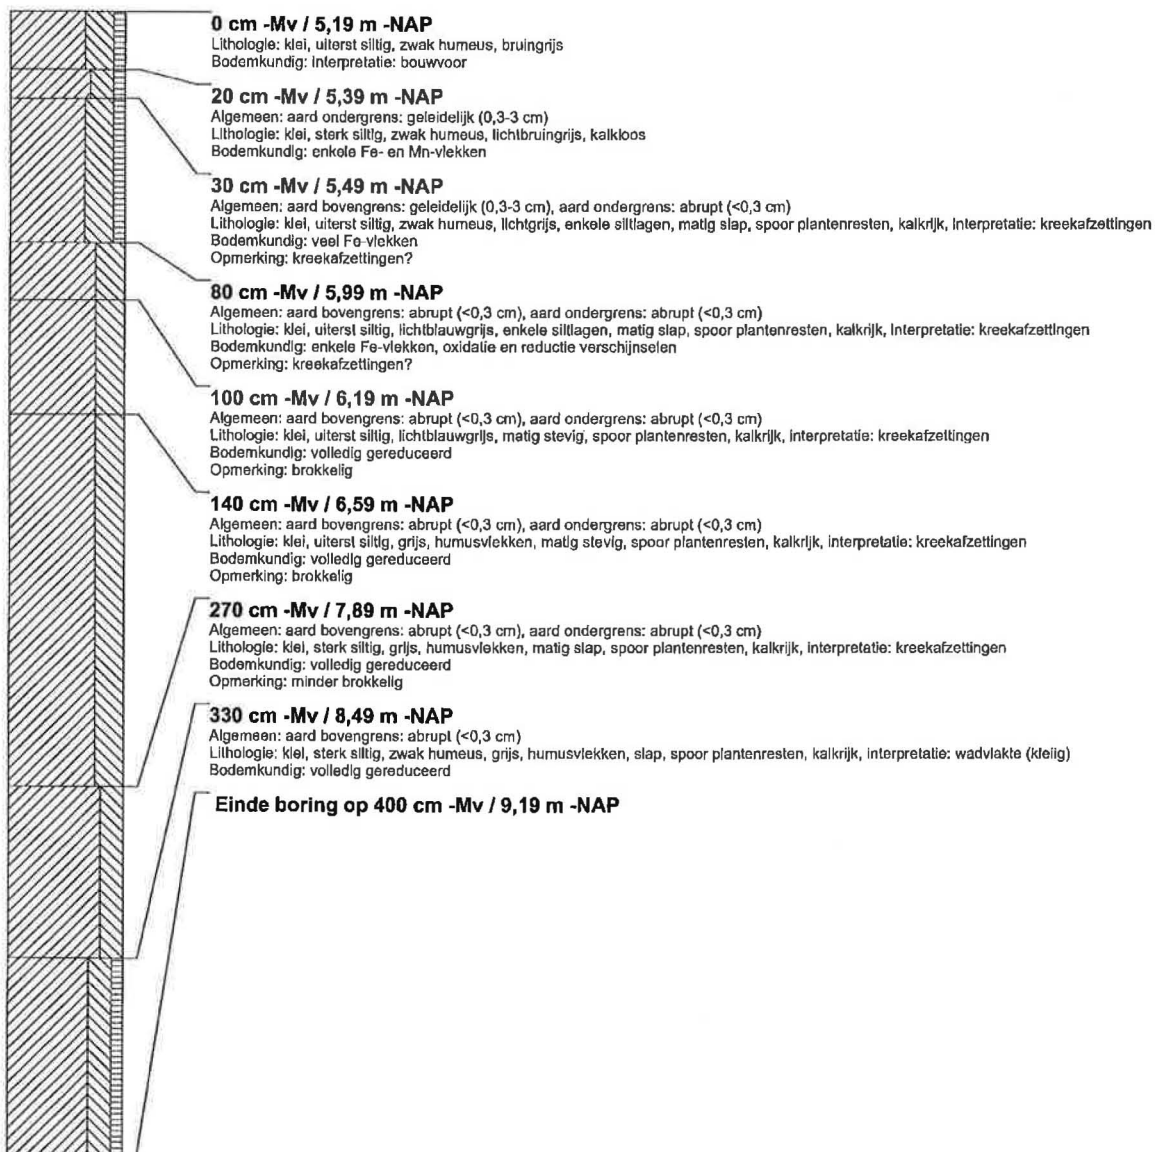 0 cm -Mv / 5,19 m -NAP
Lithologie: klei, uiterst siltig, zwak humeus, bruingrijs
Bodemkundig: interpretatie: bouwvoor
20 cm -Mv / 5,39 m -NAP
Algemeen: aard ondergrens: geleidelijk (0,3-3 cm)
Lithologie: klei, sterk siltig, zwak humeus, lichtbruingrijs, kalkloos
Bodemkundig: enkele Fe- en Mn-vlekken
30 cm -Mv / 5,49 m -NAP
Algemeen: aard bovengrens: geleidelijk (0,3-3 cm), aard ondergrens: abrupt (<0,3 cm)
Lithologie: klei, uiterst siltig, zwak humeus, lichtgrijs, enkele siltlagen, matig slap, spoor plantenresten, kalkrijk, interpretatie: kreekafzettingen
Bodemkundig: veel Fe-vlekken
Opmerking: kreekafzettingen?
80 cm -Mv / 5,99 m -NAP
Algemeen: aard bovengrens: abrupt (<0,3 cm), aard ondergrens: abrupt (<0,3 cm)
Lithologie: klei, uiterst siltig, lichtblauwgrijs, enkele siltlagen, matig slap, spoor plantenresten, kalkrijk, interpretatie: kreekafzettingen
Bodemkundig: enkele Fe-vlekken, oxidatie en reductie verschijnselen
Opmerking: kreekafzettingen?
100 cm -Mv / 6,19 m -NAP
Algemeen: aard bovengrens: abrupt (<0,3 cm), aard ondergrens: abrupt (<0,3 cm)
Lithologie: klei, uiterst siltig, lichtblauwgrijs, matig stevig, spoor plantenresten, kalkrijk, interpretatie: kreekafzettingen
Bodemkundig: volledig gereduceerd
Opmerking: brokkelig
140 cm -Mv / 6,59 m -NAP
Algemeen: aard bovengrens: abrupt (<0,3 cm), aard ondergrens: abrupt (<0,3 cm)
Lithologie: klei, uiterst siltig, grijs, humusvlekken, matig stevig, spoor plantenresten, kalkrijk, interpretatie: kreekafzettingen
Bodemkundig: volledig gereduceerd
Opmerking: brokkelig
270 cm -Mv / 7,89 m -NAP
Algemeen: aard bovengrens: abrupt (<0,3 cm), aard ondergrens: abrupt (<0,3 cm)
Lithologie: klei, sterk siltig, grijs, humusvlekken, matig slap, spoor plantenresten, kalkrijk, interpretatie: kreekafzettingen
Bodemkundig: volledig gereduceerd
Opmerking: minder brokkelig
330 cm -Mv / 8,49 m -NAP
Algemeen: aard bovengrens: abrupt (<0,3 cm)
Lithologie: klei, sterk siltig, zwak humeus, grijs, humusvlekken, slap, spoor plantenresten, kalkrijk, interpretatie: wadvlakte (kleiig)
Bodemkundig: volledig gereduceerd
Einde boring op 400 cm -Mv / 9,19 m -NAP